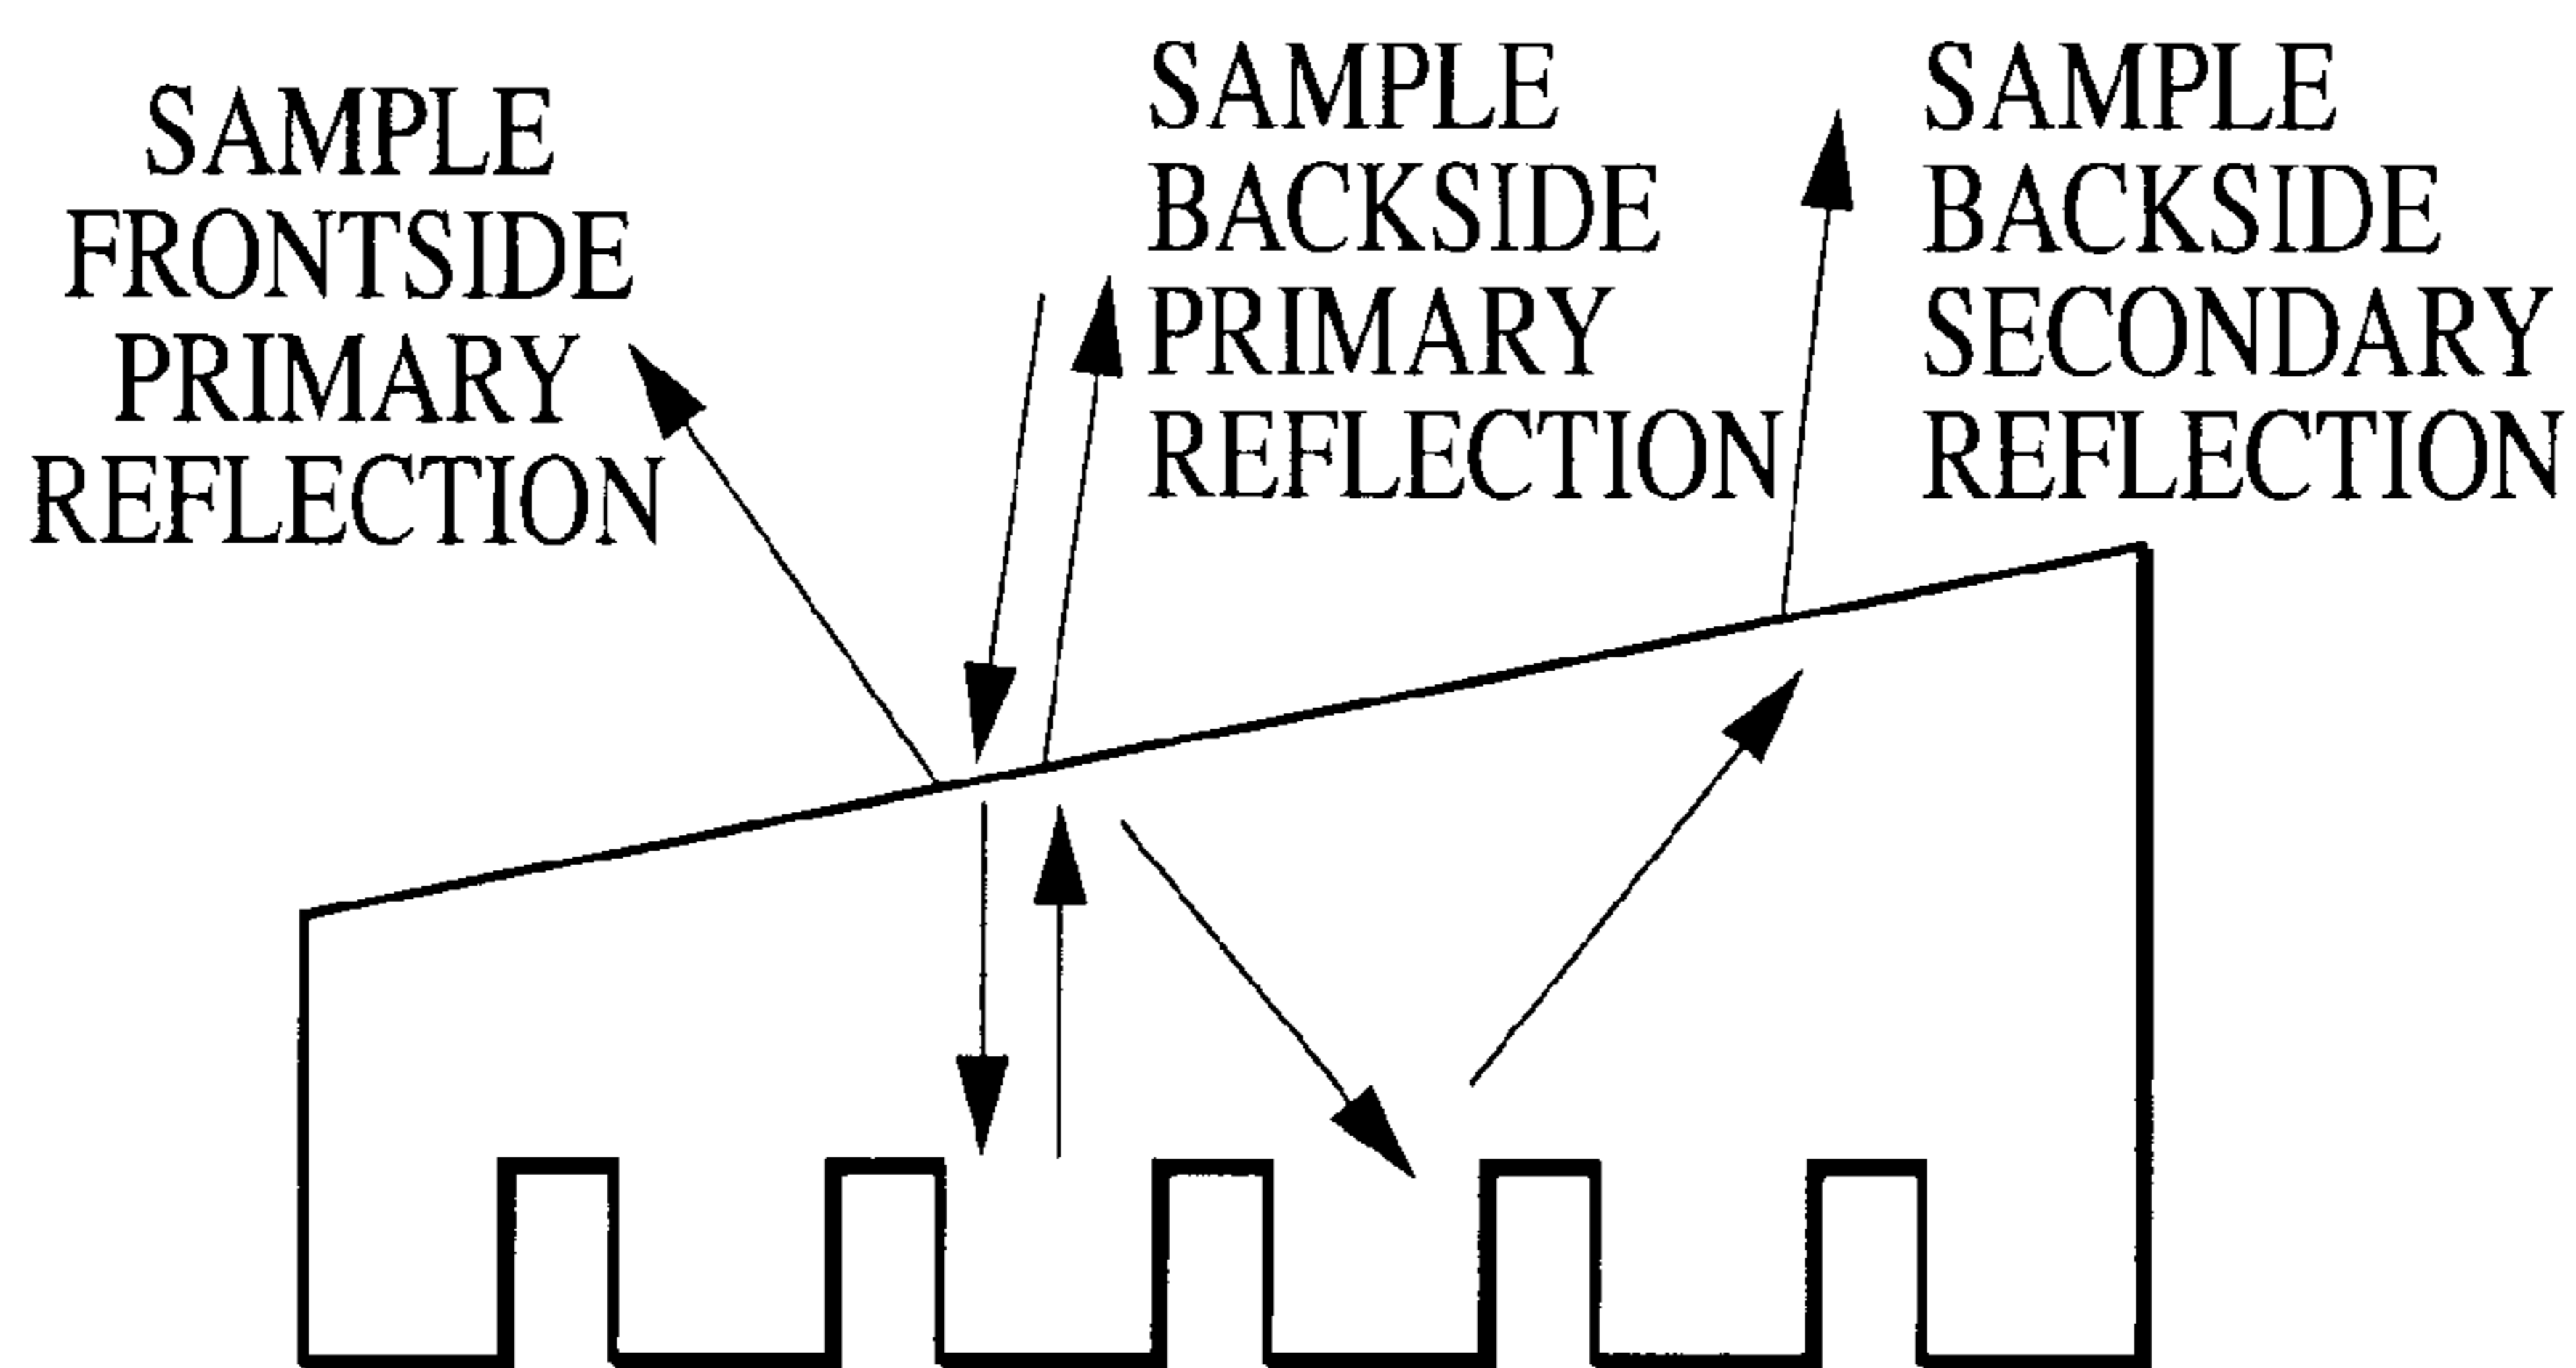 SAMPLE
FRONTSIDE
PRIMARY
REFLECTION
SAMPLE
BACKSIDE
PRIMARY
REFLECTION
SAMPLE
BACKSIDE
SECONDARY
REFLECTION